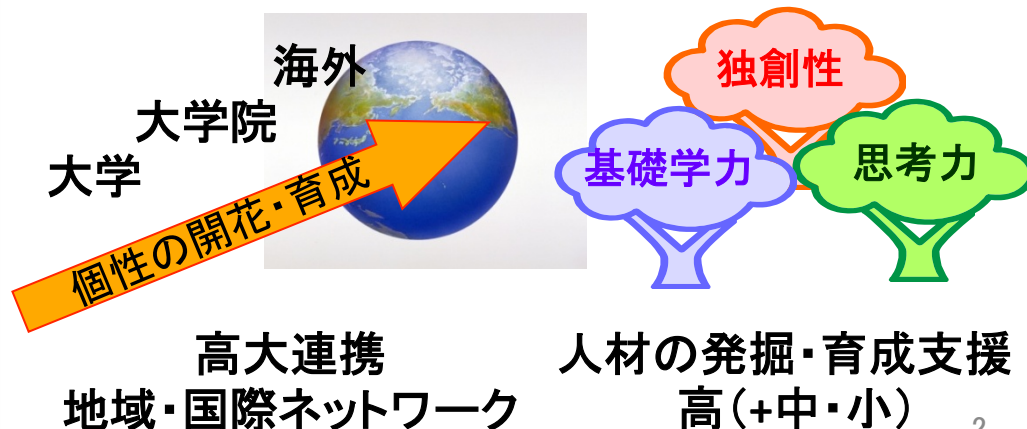 海外
大学院
大学
個性の開花・育成
独創性
基礎学力
思考力
高大連携
地域・国際ネットワーク
人材の発掘・育成支援
高(+中・小)
2